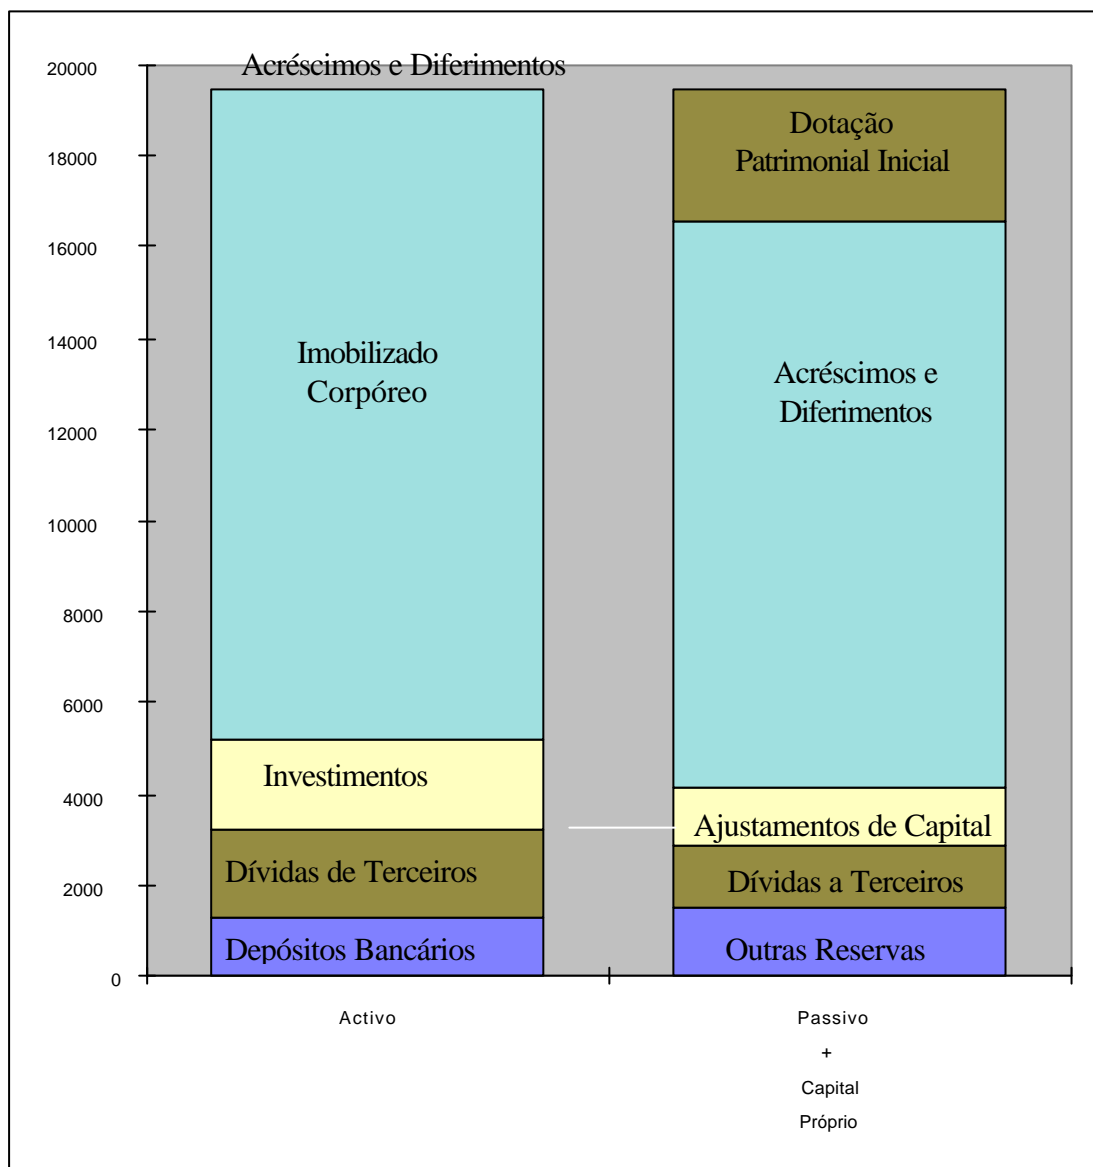 20000
18000
16000
14000
12000
10000
8000
6000
4000
2000
0
Acréscimos e Diferimentos
Imobilizado
Corpóreo
Investimentos
Dívidas de Terceiros
Depósitos Bancários
Dotação
Patrimonial Inicial
Acréscimos e
Diferimentos
Ajustamentos de Capital
Dívidas a Terceiros
Outras Reservas
Activo
Passivo
+
Capital
Próprio